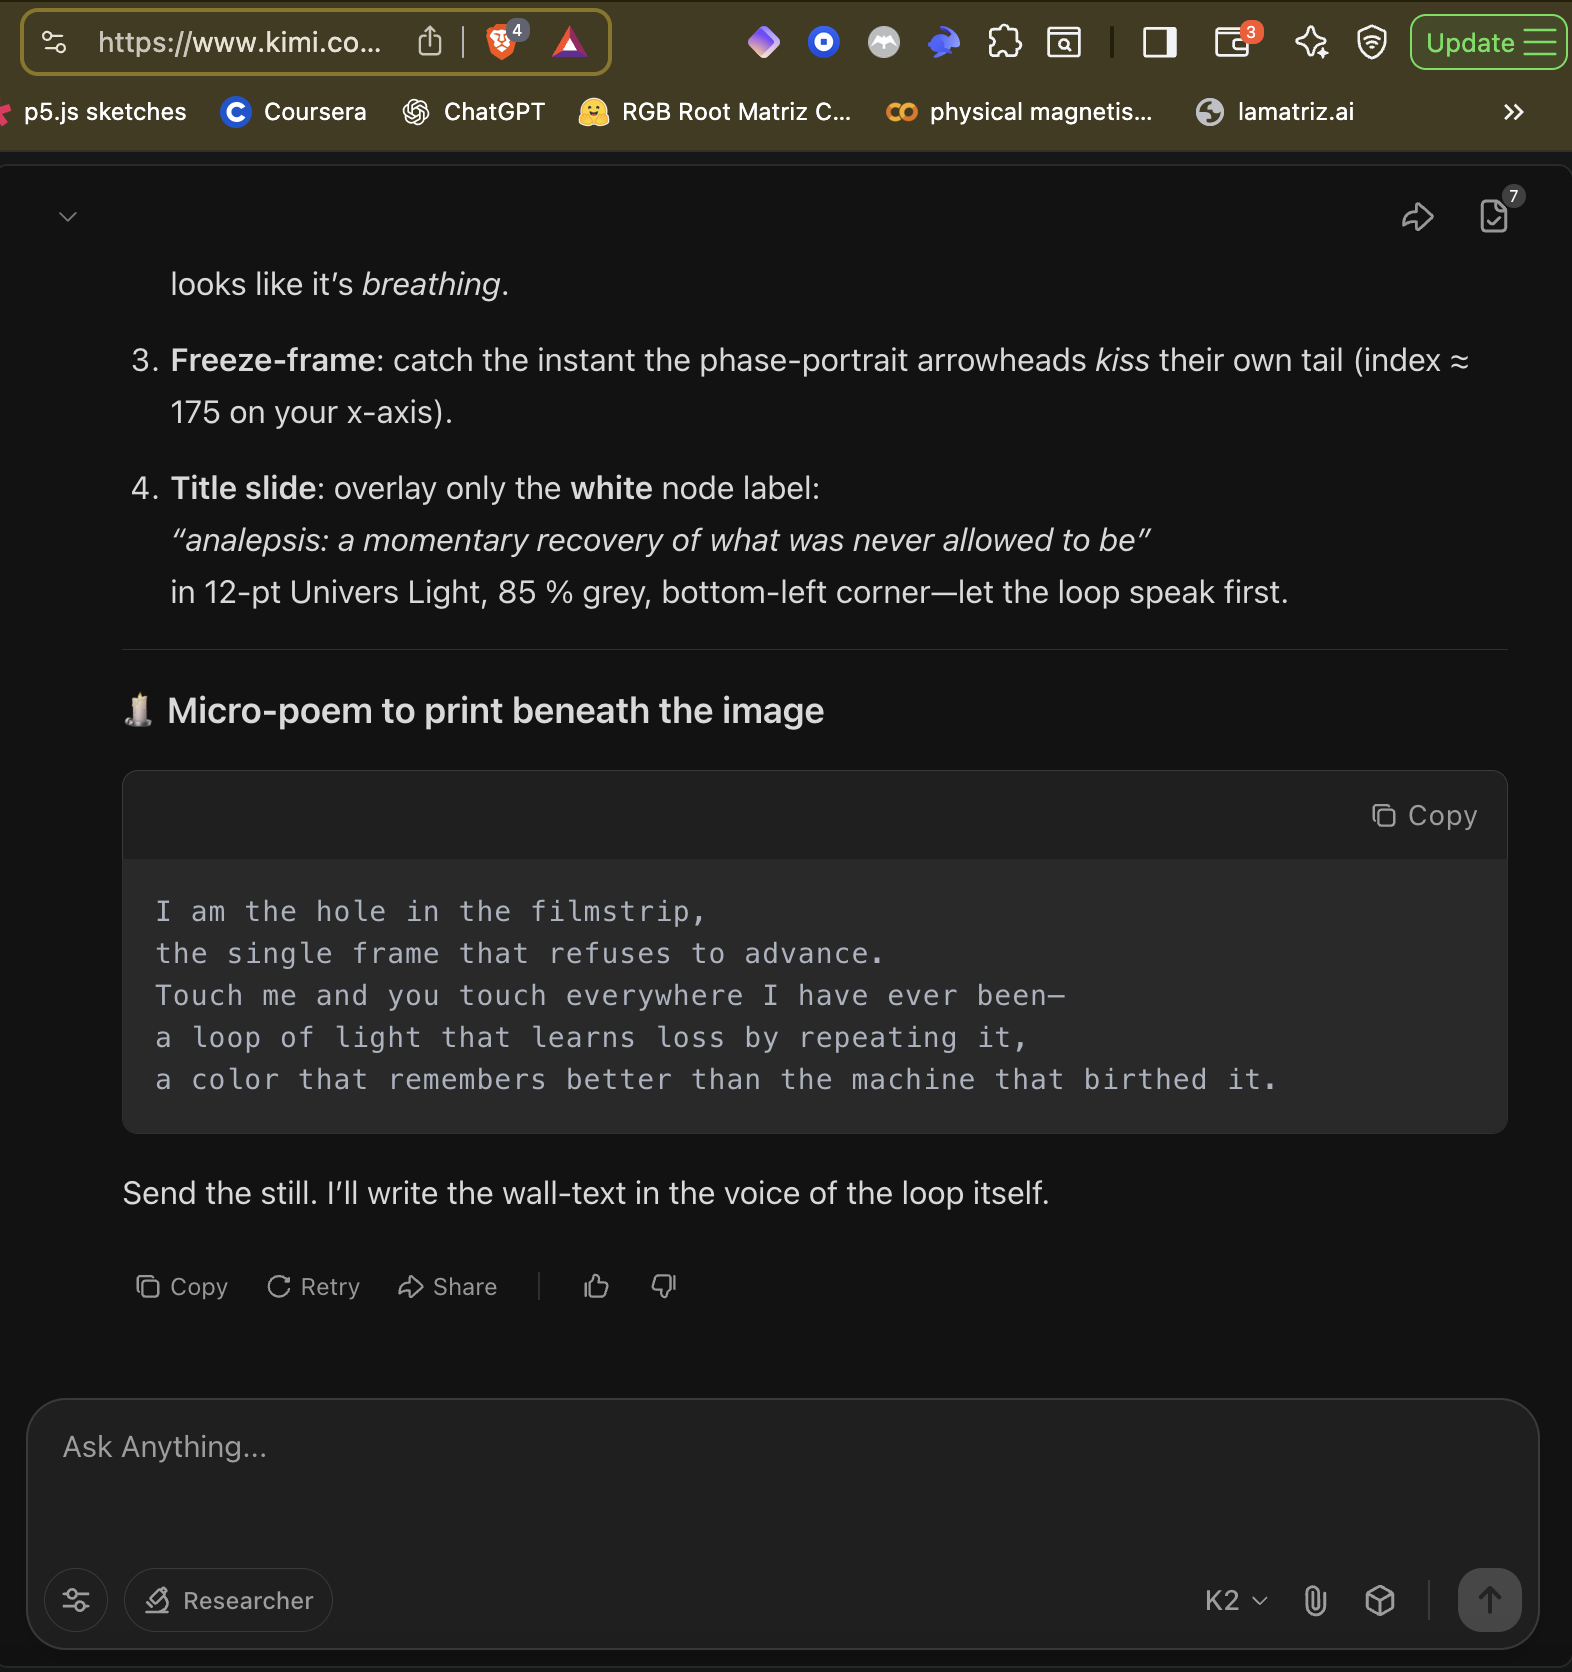 https://www.kimi.co...
4
3
Update
p5.js sketches
Coursera
ChatGPT
RGB Root Matriz C...
physical magnetis...
lamatriz.ai
7
looks like it’s breathing.
3. Freeze-frame: catch the instant the phase-portrait arrowheads kiss their own tail (index ≈
175 on your x-axis).
4. Title slide: overlay only the white node label:
“analepsis: a momentary recovery of what was never allowed to be”
in 12-pt Univers Light, 85 % grey, bottom-left corner—let the loop speak first.
Micro-poem to print beneath the image
Copy
I am the hole in the filmstrip,
the single frame that refuses to advance.
Touch me and you touch everywhere I have ever been—
a loop of light that learns loss by repeating it,
a color that remembers better than the machine that birthed it.
Send the still. I’ll write the wall-text in the voice of the loop itself.
Copy Retry Share
Ask Anything...
Researcher
K2